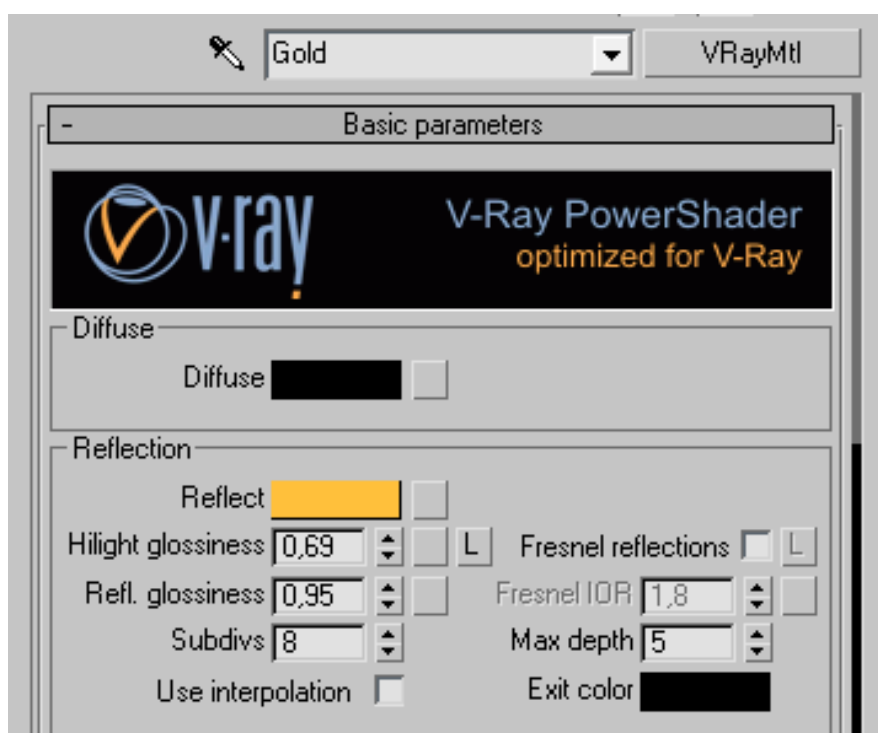 Gold VRayMtl
- Basic parameters
v·ray V-Ray PowerShader
optimized for V-Ray
Diffuse
Diffuse
Reflection
Reflect
Hilight glossiness 0,69 L Fresnel reflections L
Refl. glossiness 0,95 Fresnel IOR 1,8
Subdivs 8 Max depth 5
Use interpolation Exit color